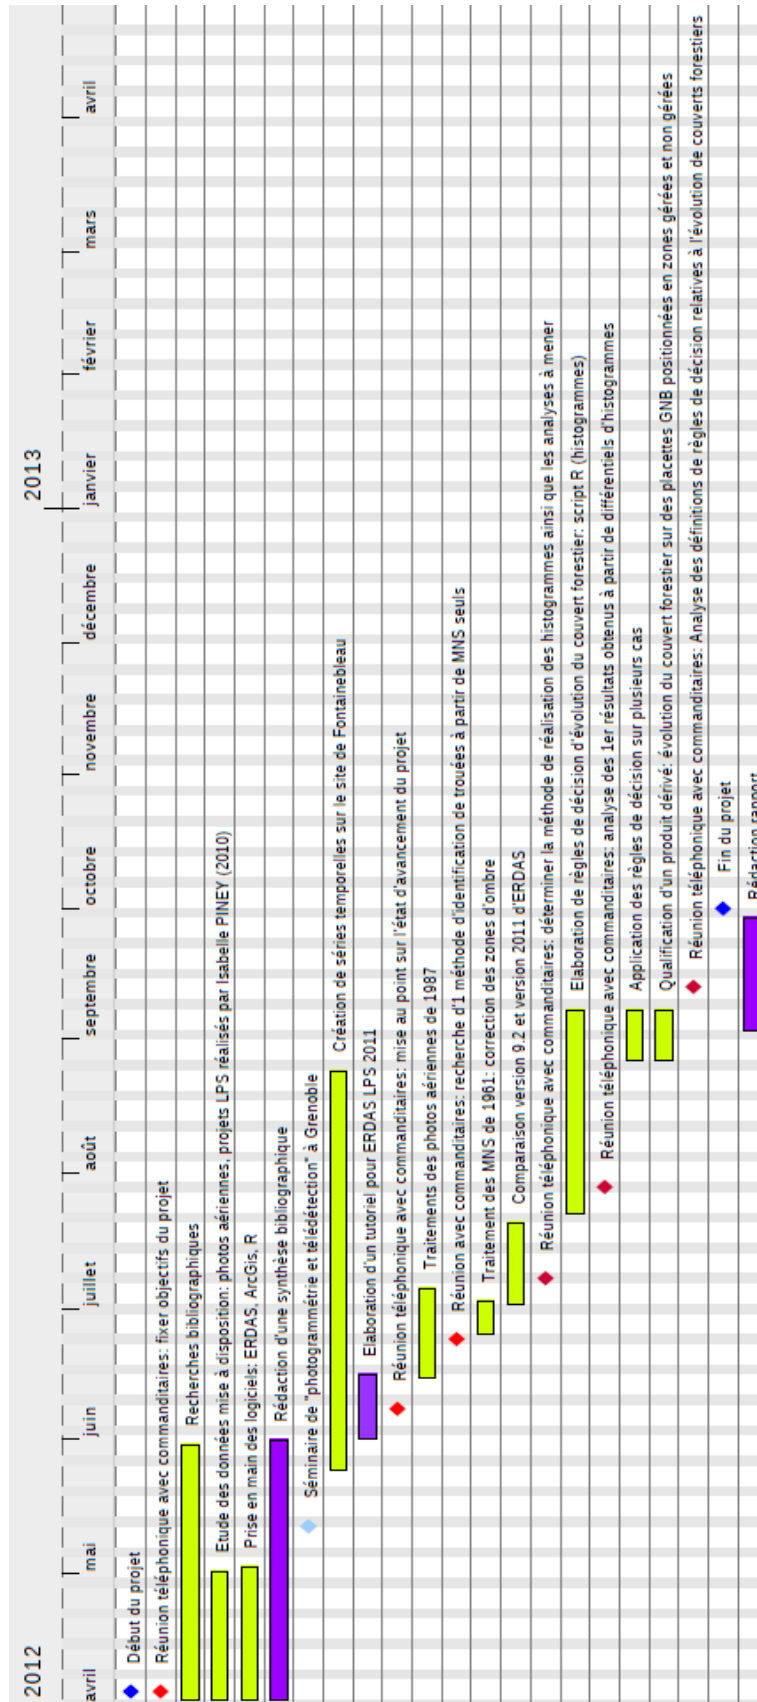 2012
2013
avril
mai
juin
juillet
août
septembre
octobre
novembre
décembre
janvier
février
mars
avril
Début du projet
Réunion téléphonique avec commanditaires: fixer objectifs du projet
Recherches bibliographiques
Etude des données mise à disposition: photos aériennes, projets LPS réalisés par Isabelle PINEY (2010)
Prise en main des logiciels: ERDAS, ArcGis, R
Rédaction d'une synthèse bibliographique
Séminaire de "photogrammétrie et télédétection" à Grenoble
Création de séries temporelles sur le site de Fontainebleau
Elaboration d'un tutoriel pour ERDAS LPS 2011
Réunion téléphonique avec commanditaires: mise au point sur l'état d'avancement du projet
Traitements des photos aériennes de 1987
Réunion avec commanditaires: recherche d'1 méthode d'identification de trouées à partir de MNS seuls
Traitement des MNS de 1961: correction des zones d'ombre
Comparaison version 9.2 et version 2011 d'ERDAS
Réunion téléphonique avec commanditaires: déterminer la méthode de réalisation des histogrammes ainsi que les analyses à mener
Elaboration de règles de décision d'évolution du couvert forestier: script R (histogrammes)
Réunion téléphonique avec commanditaires: analyse des 1er résultats obtenus à partir de différentiels d'histogrammes
Application des règles de décision sur plusieurs cas
Qualification d'un produit dérivé: évolution du couvert forestier sur des placettes GNB positionnées en zones gérées et non gérées
Réunion téléphonique avec commanditaires: Analyse des définitions de règles de décision relatives à l'évolution de couverts forestiers
Fin du projet
Rédaction rapport